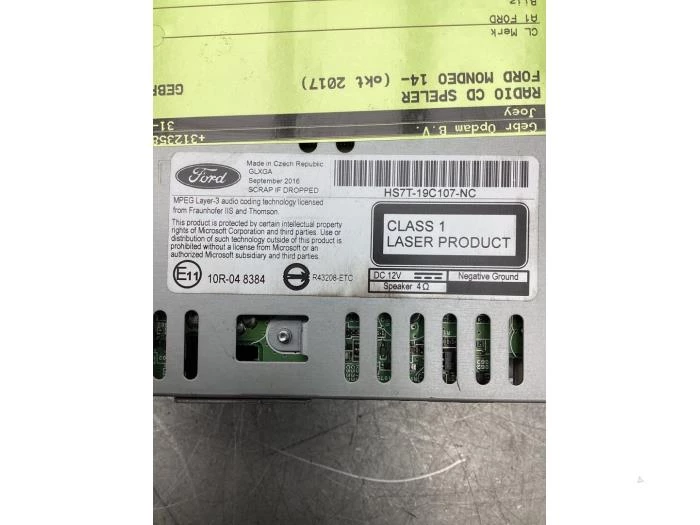 Bliz
A1 FORD
CL Merk
FORD MONDEO 14- (okt 2017)
RADIO CD SPELER
GEBR
Joey
Gebr Opdam B.V.
31-
+312358
Ford
Made in Czech Republic
GLXGA
September 2016
SCRAP IF DROPPED
HS7T-19C107-NC
MPEG Layer-3 audio coding technology licensed
from Fraunhofer IIS and Thomson.
This product is protected by certain intellectual property
rights of Microsoft Corporation and third parties. Use or
distribution of such technology outside of this product is
prohibited without a license from Microsoft or an
authorized Microsoft subsidiary and third parties.
CLASS 1
LASER PRODUCT
E11
10R-04 8384
R43208-ETC
DC 12V
Negative Ground
Speaker 4Ω